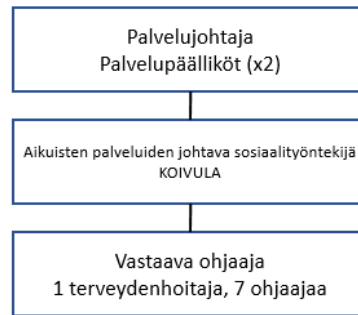 Palvelujohtaja
Palvelupäälliköt (x2)
Aikuisten palveluiden johtava sosiaalityöntekijä
KOIVULA
Vastaava ohjaaja
1 terveydenhoitaja, 7 ohjaajaa